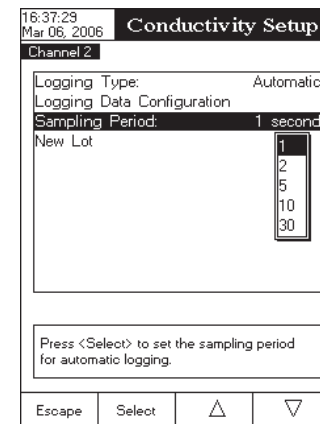 16:37:29
Mar 06, 2006
Conductivity Setup
Channel 2
Logging Type: Automatic
Logging Data Configuration
Sampling Period: 1 second
New Lot
1
2
5
10
30
Press <Select> to set the sampling period
for automatic logging.
Escape Select △ ▽